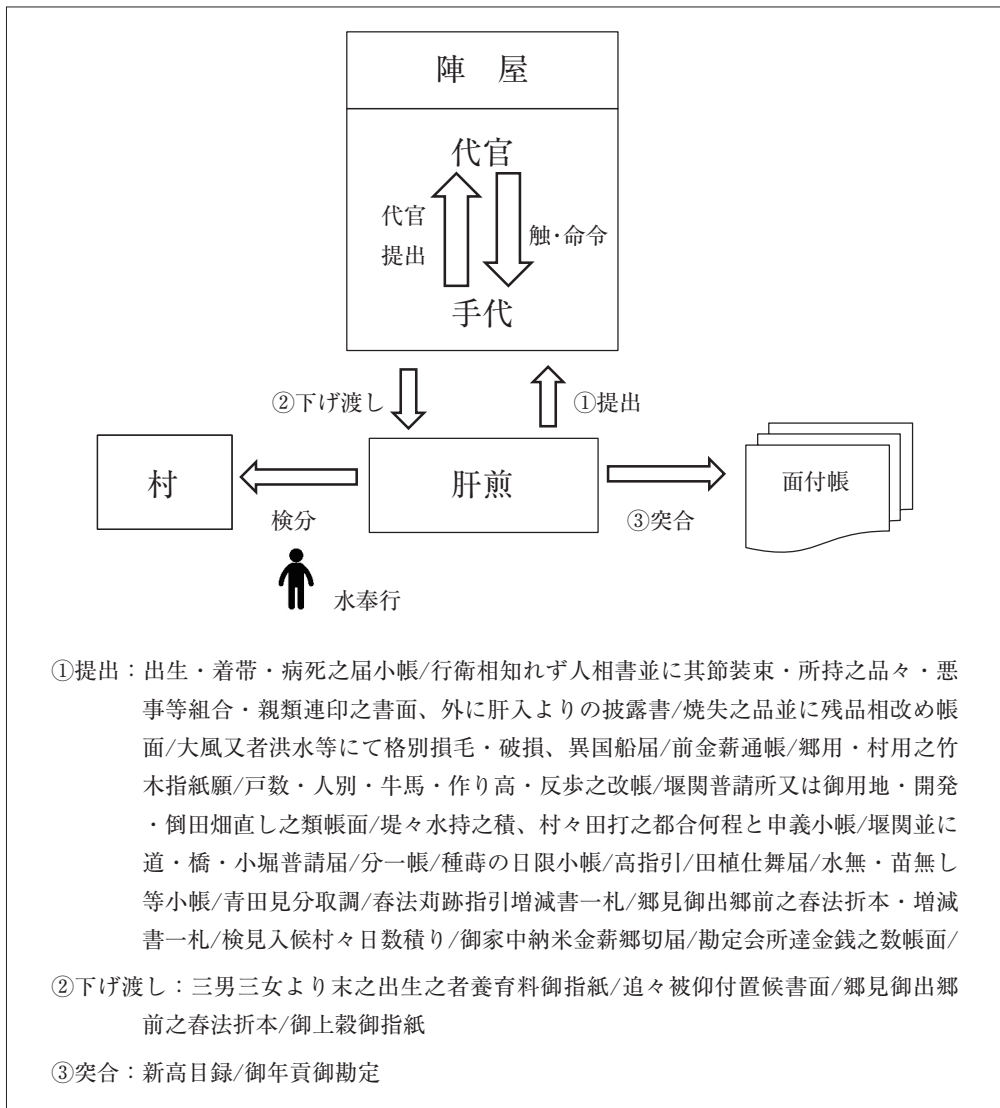 陣　屋
代官
代官
提出
触・命令
手代
②下げ渡し
①提出
村
肝煎
面付帳
検分
③突合
水奉行
①提出：出生・着帯・病死之届小帳/行衛相知れず人相書並に其節装束・所持之品々・悪
事等組合・親類連印之書面、外に肝入よりの披露書/焼失之品並に残品相改め帳
面/大風又者洪水等にて格別損毛・破損、異国船届/前金薪通帳/郷用・村用之竹
木指紙願/戸数・人別・牛馬・作り高・反歩之改帳/堰関普請所又は御用地・開発
・倒田畑直し之類帳面/堤々水持之積、村々田打之都合何程と申義小帳/堰関並に
道・橋・小堀普請届/分一帳/種蒔の日限小帳/高指引/田植仕舞届/水無・苗無し
等小帳/青田見分取調/舂法苅跡指引増減書一札/郷見御出郷前之舂法折本・増減
書一札/検見入候村々日数積り/御家中納米金薪郷切届/勘定会所達金銭之数帳面/
②下げ渡し：三男三女より末之出生之者養育料御指紙/追々被仰付置候書面/郷見御出郷
前之舂法折本/御上穀御指紙
③突合：新高目録/御年貢御勘定